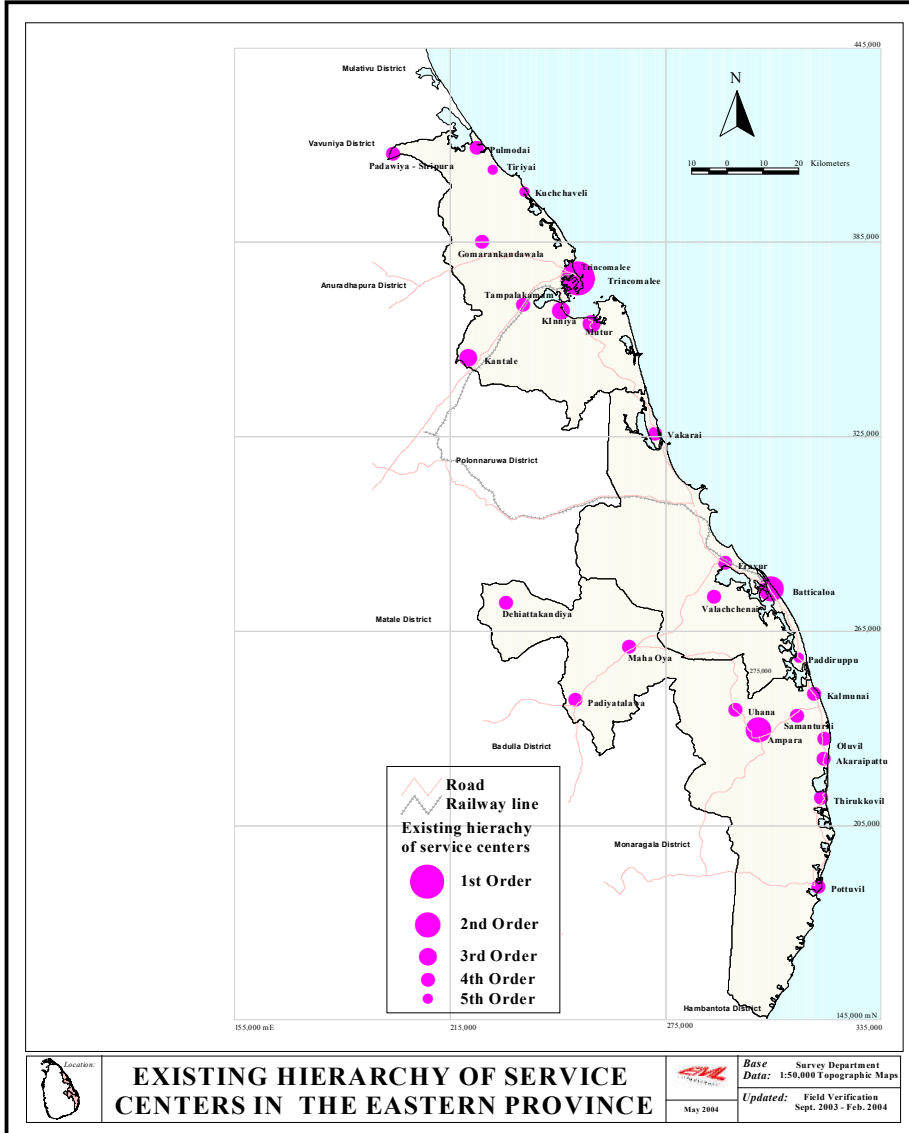 445,000
Mulativu District
N
Vavuniya District
Pulmodai
Padawiya - Siripura
Tiriyai
10 0 10 20 Kilometers
Kuchchaveli
385,000
Gomarankandawala
Trincomalee
Trincomalee
Anuradhapura District
Tampalakamam
KInniya
Mutur
Kantale
Vakarai
325,000
Polonnaruwa District
Eravur
Batticaloa
Valachchenai
Dehiattakandiya
Matale District
265,000
Maha Oya
Paddiruppu
275,000
Kalmunai
Padiyatalawa
Uhana
Samanturai
Ampara
Oluvil
Badulla District
Akaraipattu
Road
Railway line
Thirukkovil
Existing hierachy
of service centers
205,000
Monaragala District
1st Order
Pottuvil
2nd Order
3rd Order
4th Order
5th Order
Hambantota District
145,000 mN
155,000 mE
215,000
275,000
335,000
Location:
EXISTING HIERARCHY OF SERVICE
CENTERS IN THE EASTERN PROVINCE
EML
May 2004
Base Data: Survey Department
1:50,000 Topographic Maps
Updated: Field Verification
Sept. 2003 - Feb. 2004